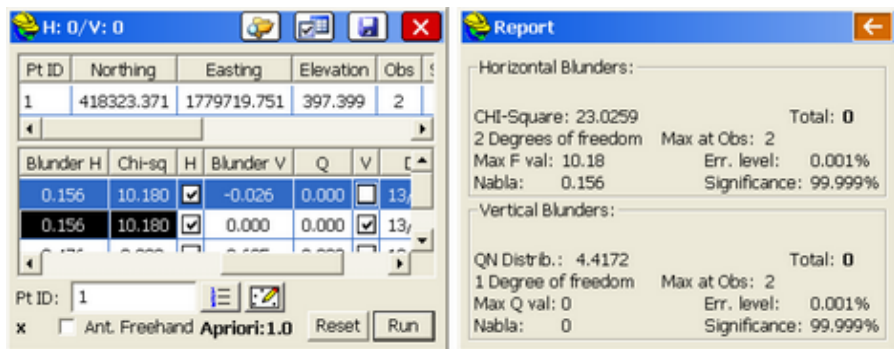 H: 0/V: 0
Pt ID Northing Easting Elevation Obs
1 418323.371 1779719.751 397.399 2
Blunder H Chi-sq H Blunder V Q V
0.156 10.180 -0.026 0.000 13/
0.156 10.180 0.000 0.000 13/
Pt ID: 1
x Ant. Freehand Apriori:1.0 Reset Run
Report
Horizontal Blunders:
CHI-Square: 23.0259 Total: 0
2 Degrees of freedom Max at Obs: 2
Max F val: 10.18 Err. level: 0.001%
Nabla: 0.156 Significance: 99.999%
Vertical Blunders:
QN Distrib.: 4.4172 Total: 0
1 Degree of freedom Max at Obs: 2
Max Q val: 0 Err. level: 0.001%
Nabla: 0 Significance: 99.999%